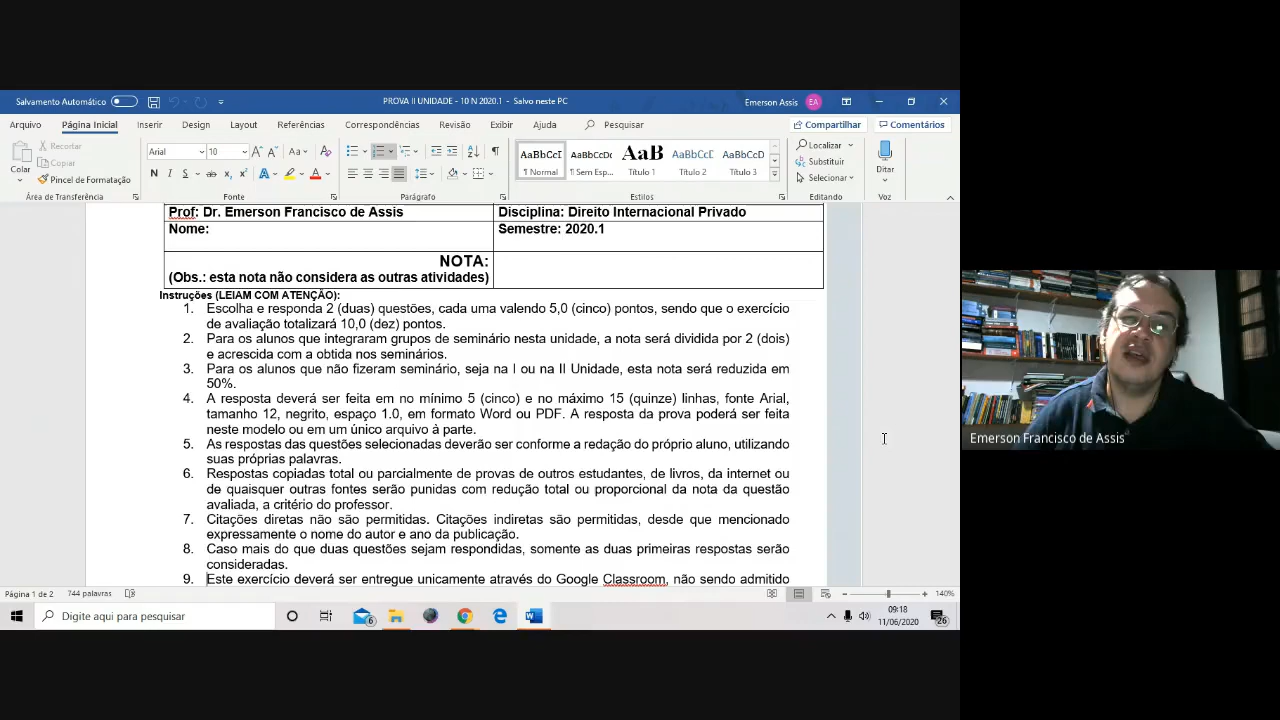 Salvamento Automático
PROVA II UNIDADE - 10 N 2020.1 - Salvo neste PC
Emerson Assis EA
Arquivo Página Inicial Inserir Design Layout Referências Correspondências Revisão Exibir Ajuda Pesquisar Compartilhar Comentários
Colar
Recortar
Copiar
Pincel de Formatação
Área de Transferência
Arial 10
Aa
N I S ab x₂ x²
Fonte
Parágrafo
AaBbCcI AaBbCcDc AaB AaBbCcI AaBbCcD
¶ Normal ¶ Sem Esp... Título 1 Título 2 Título 3
Estilos
Localizar
Substituir
Selecionar
Editando
Ditar
Voz
Prof: Dr. Emerson Francisco de Assis Disciplina: Direito Internacional Privado
Nome: Semestre: 2020.1
NOTA:
(Obs.: esta nota não considera as outras atividades)
Instruções (LEIAM COM ATENÇÃO):
1. Escolha e responda 2 (duas) questões, cada uma valendo 5,0 (cinco) pontos, sendo que o exercício
de avaliação totalizará 10,0 (dez) pontos.
2. Para os alunos que integraram grupos de seminário nesta unidade, a nota será dividida por 2 (dois)
e acrescida com a obtida nos seminários.
3. Para os alunos que não fizeram seminário, seja na I ou na II Unidade, esta nota será reduzida em
50%.
4. A resposta deverá ser feita em no mínimo 5 (cinco) e no máximo 15 (quinze) linhas, fonte Arial,
tamanho 12, negrito, espaço 1.0, em formato Word ou PDF. A resposta da prova poderá ser feita
neste modelo ou em um único arquivo à parte.
5. As respostas das questões selecionadas deverão ser conforme a redação do próprio aluno, utilizando
suas próprias palavras.
6. Respostas copiadas total ou parcialmente de provas de outros estudantes, de livros, da internet ou
de quaisquer outras fontes serão punidas com redução total ou proporcional da nota da questão
avaliada, a critério do professor.
7. Citações diretas não são permitidas. Citações indiretas são permitidas, desde que mencionado
expressamente o nome do autor e ano da publicação.
8. Caso mais do que duas questões sejam respondidas, somente as duas primeiras respostas serão
consideradas.
9. Este exercício deverá ser entregue unicamente através do Google Classroom, não sendo admitido
Página 1 de 2 744 palavras 140%
Digite aqui para pesquisar
6
09:18
11/06/2020
26
Emerson Francisco de Assis